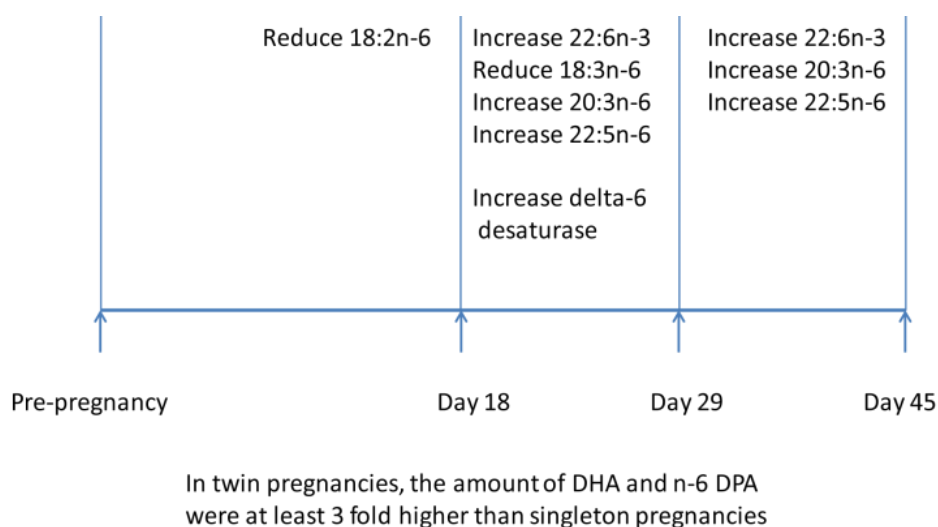 Reduce 18:2n-6
Increase 22:6n-3
Reduce 18:3n-6
Increase 20:3n-6
Increase 22:5n-6
Increase delta-6
desaturase
Increase 22:6n-3
Increase 20:3n-6
Increase 22:5n-6
Pre-pregnancy
Day 18
Day 29
Day 45
In twin pregnancies, the amount of DHA and n-6 DPA
were at least 3 fold higher than singleton pregnancies